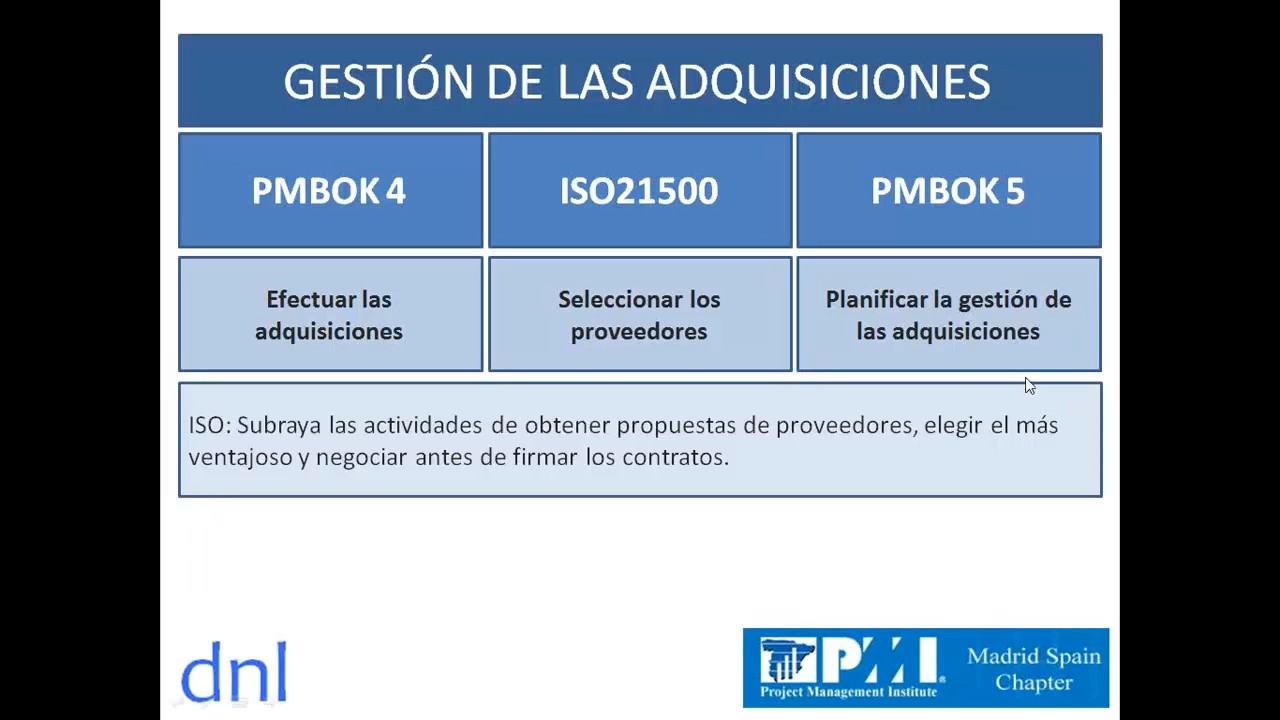 GESTIÓN DE LAS ADQUISICIONES
PMBOK 4
ISO21500
PMBOK 5
Efectuar las
adquisiciones
Seleccionar los
proveedores
Planificar la gestión de
las adquisiciones
ISO: Subraya las actividades de obtener propuestas de proveedores, elegir el más
ventajoso y negociar antes de firmar los contratos.
dnl
PMI®
Project Management Institute
Madrid Spain
Chapter